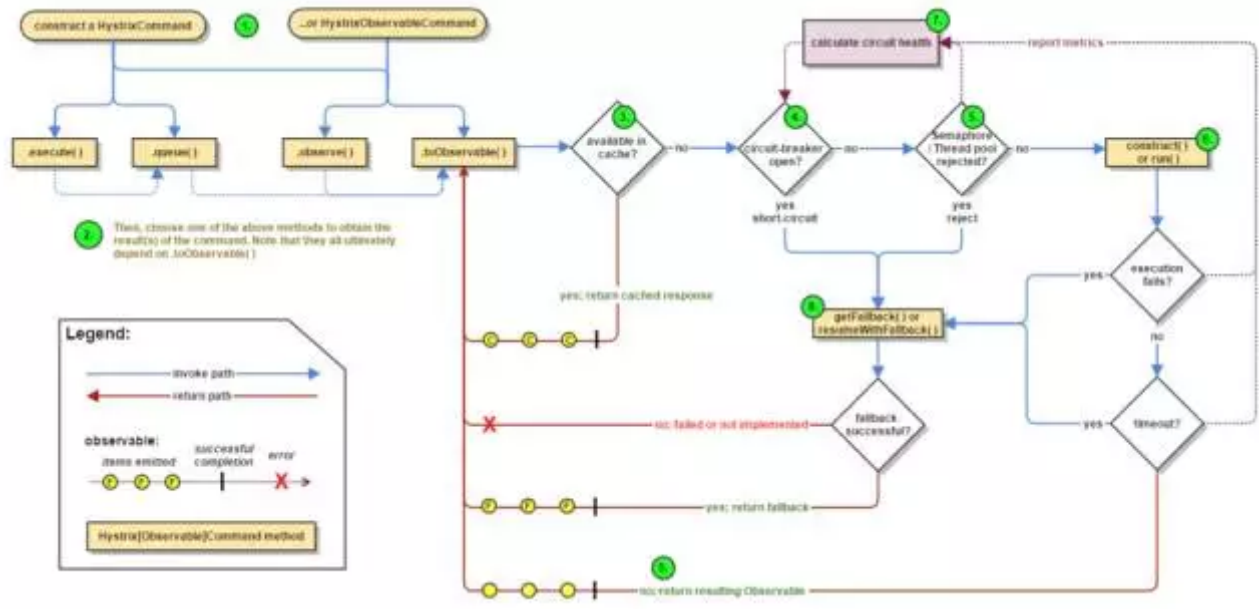 construct a HystrixCommand
1.
...or HystrixObservableCommand
7.
calculate circuit health
report metrics
.execute( )
.queue( )
.observe( )
.toObservable( )
3.
available in
cache?
no
4.
circuit-breaker
open?
no
5.
Semaphore
/ Thread pool
rejected?
no
6.
construct( )
or run( )
yes
short-circuit
yes
reject
2.
Then, choose one of the above methods to obtain the
result(s) of the command. Note that they all ultimately
depend on .toObservable( )
yes
execution
fails?
yes; return cached response
8.
getFallback( ) or
resumeWithFallback( )
no
C C C
Legend:
invoke path
return path
X
no; failed or not implemented
fallback
successful?
yes
timeout?
observable:
items emitted
successful
completion
error
F F F
X
F F F
yes; return fallback
Hystrix[Observable]Command method
no; return resulting Observable